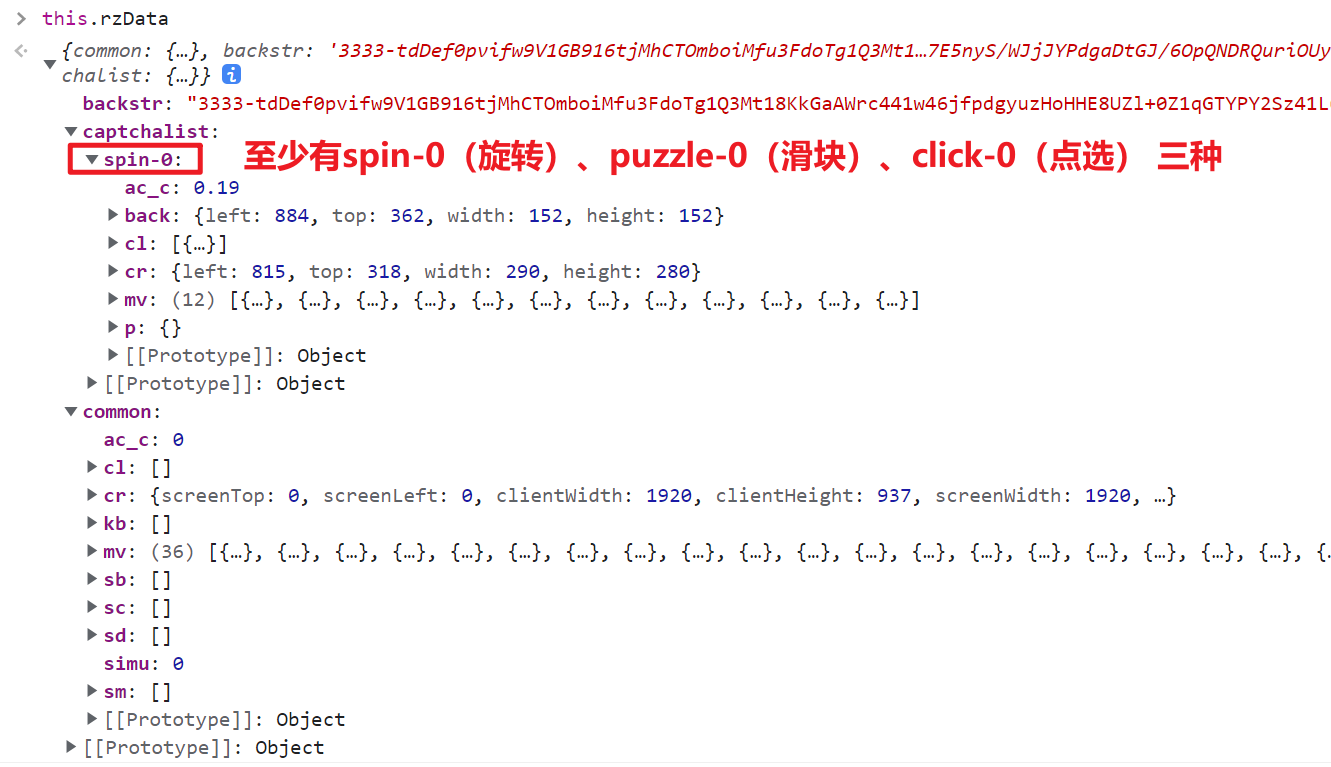 this.rzData
{common: {…}, backstr: '3333-tdDef0pvifw9V1GB916tjMhCTOmboiMfu3FdoTg1Q3Mt1…7E5nyS/WJjJYPdgaDtGJ/6OpQNDRQuriOUy
chalist: {…}}
backstr: "3333-tdDef0pvifw9V1GB916tjMhCTOmboiMfu3FdoTg1Q3Mt18KkGaAWrc441w46jfpdgyuzHoHHE8UZl+0Z1qGTYPY2Sz41L
captchalist:
spin-0: 至少有spin-0（旋转）、puzzle-0（滑块）、click-0（点选） 三种
ac_c: 0.19
back: {left: 884, top: 362, width: 152, height: 152}
cl: [{…}]
cr: {left: 815, top: 318, width: 290, height: 280}
mv: (12) [{…}, {…}, {…}, {…}, {…}, {…}, {…}, {…}, {…}, {…}, {…}, {…}]
p: {}
[[Prototype]]: Object
[[Prototype]]: Object
common:
ac_c: 0
cl: []
cr: {screenTop: 0, screenLeft: 0, clientWidth: 1920, clientHeight: 937, screenWidth: 1920, …}
kb: []
mv: (36) [{…}, {…}, {…}, {…}, {…}, {…}, {…}, {…}, {…}, {…}, {…}, {…}, {…}, {…}, {…}, {…}, {…}, {…}, {…}, {…
sb: []
sc: []
sd: []
simu: 0
sm: []
[[Prototype]]: Object
[[Prototype]]: Object